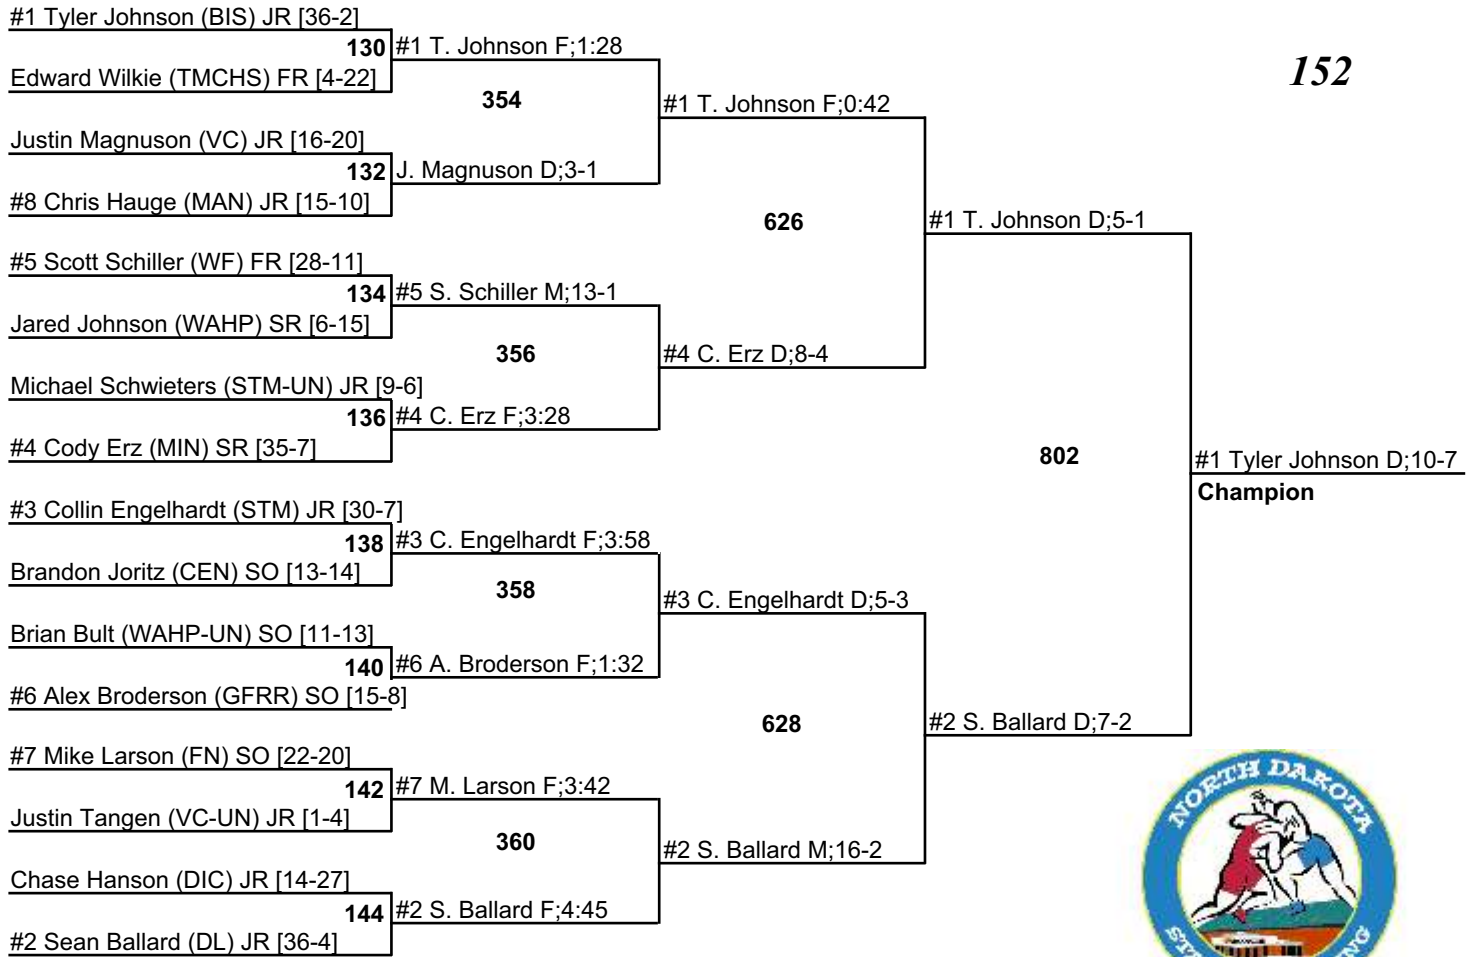 #1 Tyler Johnson (BIS) JR [36-2]
130 #1 T. Johnson F;1:28
152
Edward Wilkie (TMCHS) FR [4-22]
354
#1 T. Johnson F;0:42
Justin Magnuson (VC) JR [16-20]
132 J. Magnuson D;3-1
#8 Chris Hauge (MAN) JR [15-10]
626
#1 T. Johnson D;5-1
#5 Scott Schiller (WF) FR [28-11]
134 #5 S. Schiller M;13-1
Jared Johnson (WAHP) SR [6-15]
356
#4 C. Erz D;8-4
Michael Schwieters (STM-UN) JR [9-6]
136 #4 C. Erz F;3:28
#4 Cody Erz (MIN) SR [35-7]
802
#1 Tyler Johnson D;10-7
Champion
#3 Collin Engelhardt (STM) JR [30-7]
138 #3 C. Engelhardt F;3:58
Brandon Joritz (CEN) SO [13-14]
358
#3 C. Engelhardt D;5-3
Brian Bult (WAHP-UN) SO [11-13]
140 #6 A. Broderson F;1:32
#6 Alex Broderson (GFRR) SO [15-8]
628
#2 S. Ballard D;7-2
#7 Mike Larson (FN) SO [22-20]
142 #7 M. Larson F;3:42
Justin Tangen (VC-UN) JR [1-4]
360
#2 S. Ballard M;16-2
Chase Hanson (DIC) JR [14-27]
144 #2 S. Ballard F;4:45
#2 Sean Ballard (DL) JR [36-4]
NORTH DAKOTA